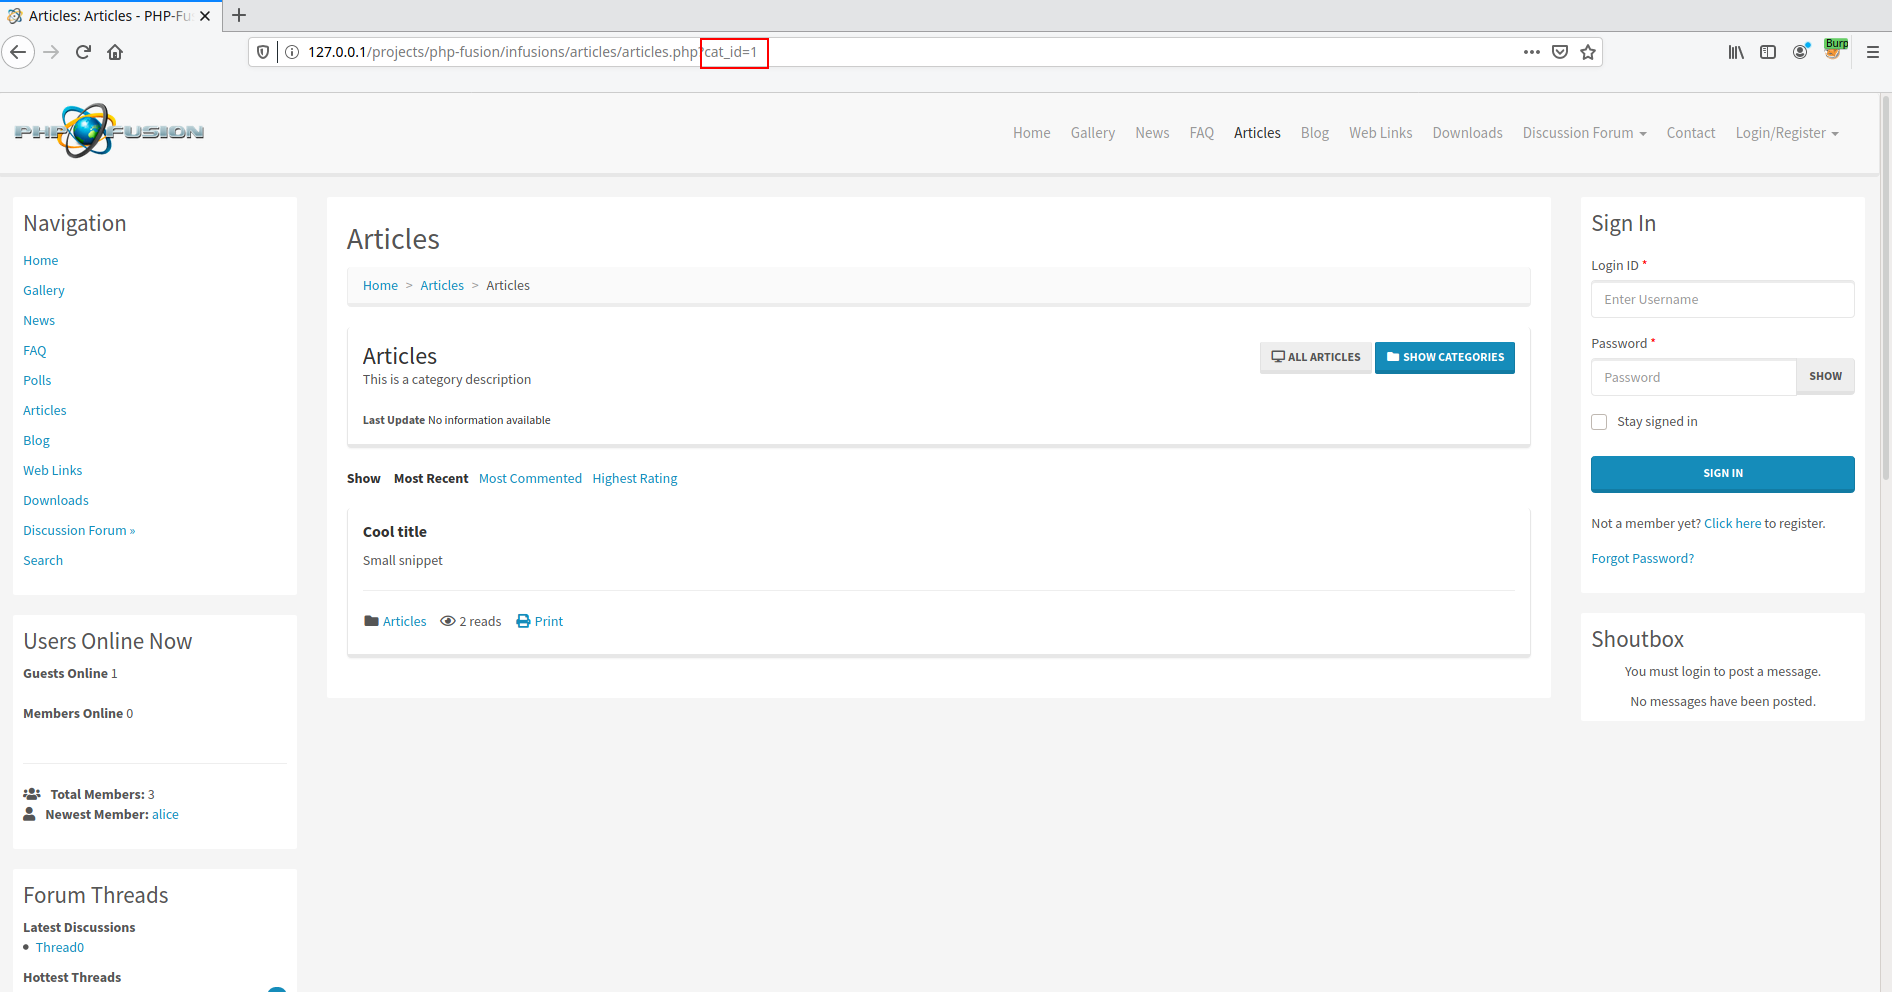 Articles: Articles - PHP-Fu
127.0.0.1/projects/php-fusion/infusions/articles/articles.php?cat_id=1
Burp
PHP FUSION
Home Gallery News FAQ Articles Blog Web Links Downloads Discussion Forum Contact Login/Register
Navigation
Home
Gallery
News
FAQ
Polls
Articles
Blog
Web Links
Downloads
Discussion Forum »
Search
Users Online Now
Guests Online 1
Members Online 0
Total Members: 3
Newest Member: alice
Forum Threads
Latest Discussions
• Thread0
Hottest Threads
Articles
Home > Articles > Articles
Articles
This is a category description
ALL ARTICLES
SHOW CATEGORIES
Last Update No information available
Show Most Recent Most Commented Highest Rating
Cool title
Small snippet
Articles 2 reads Print
Sign In
Login ID *
Enter Username
Password *
Password
SHOW
Stay signed in
SIGN IN
Not a member yet? Click here to register.
Forgot Password?
Shoutbox
You must login to post a message.
No messages have been posted.